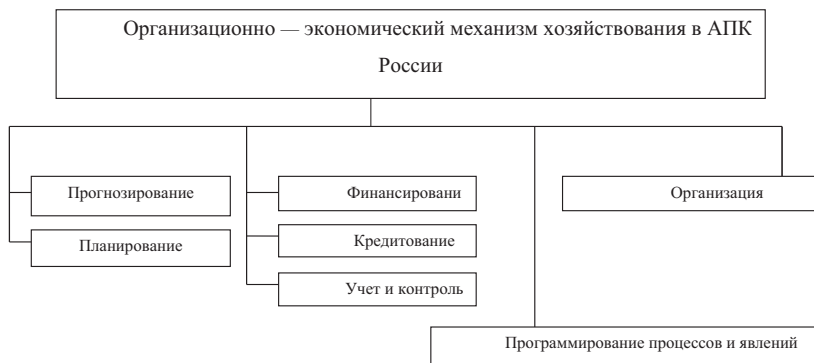 Организационно — экономический механизм хозяйствования в АПК
России
Прогнозирование
Финансировани
Организация
Планирование
Кредитование
Учет и контроль
Программирование процессов и явлений